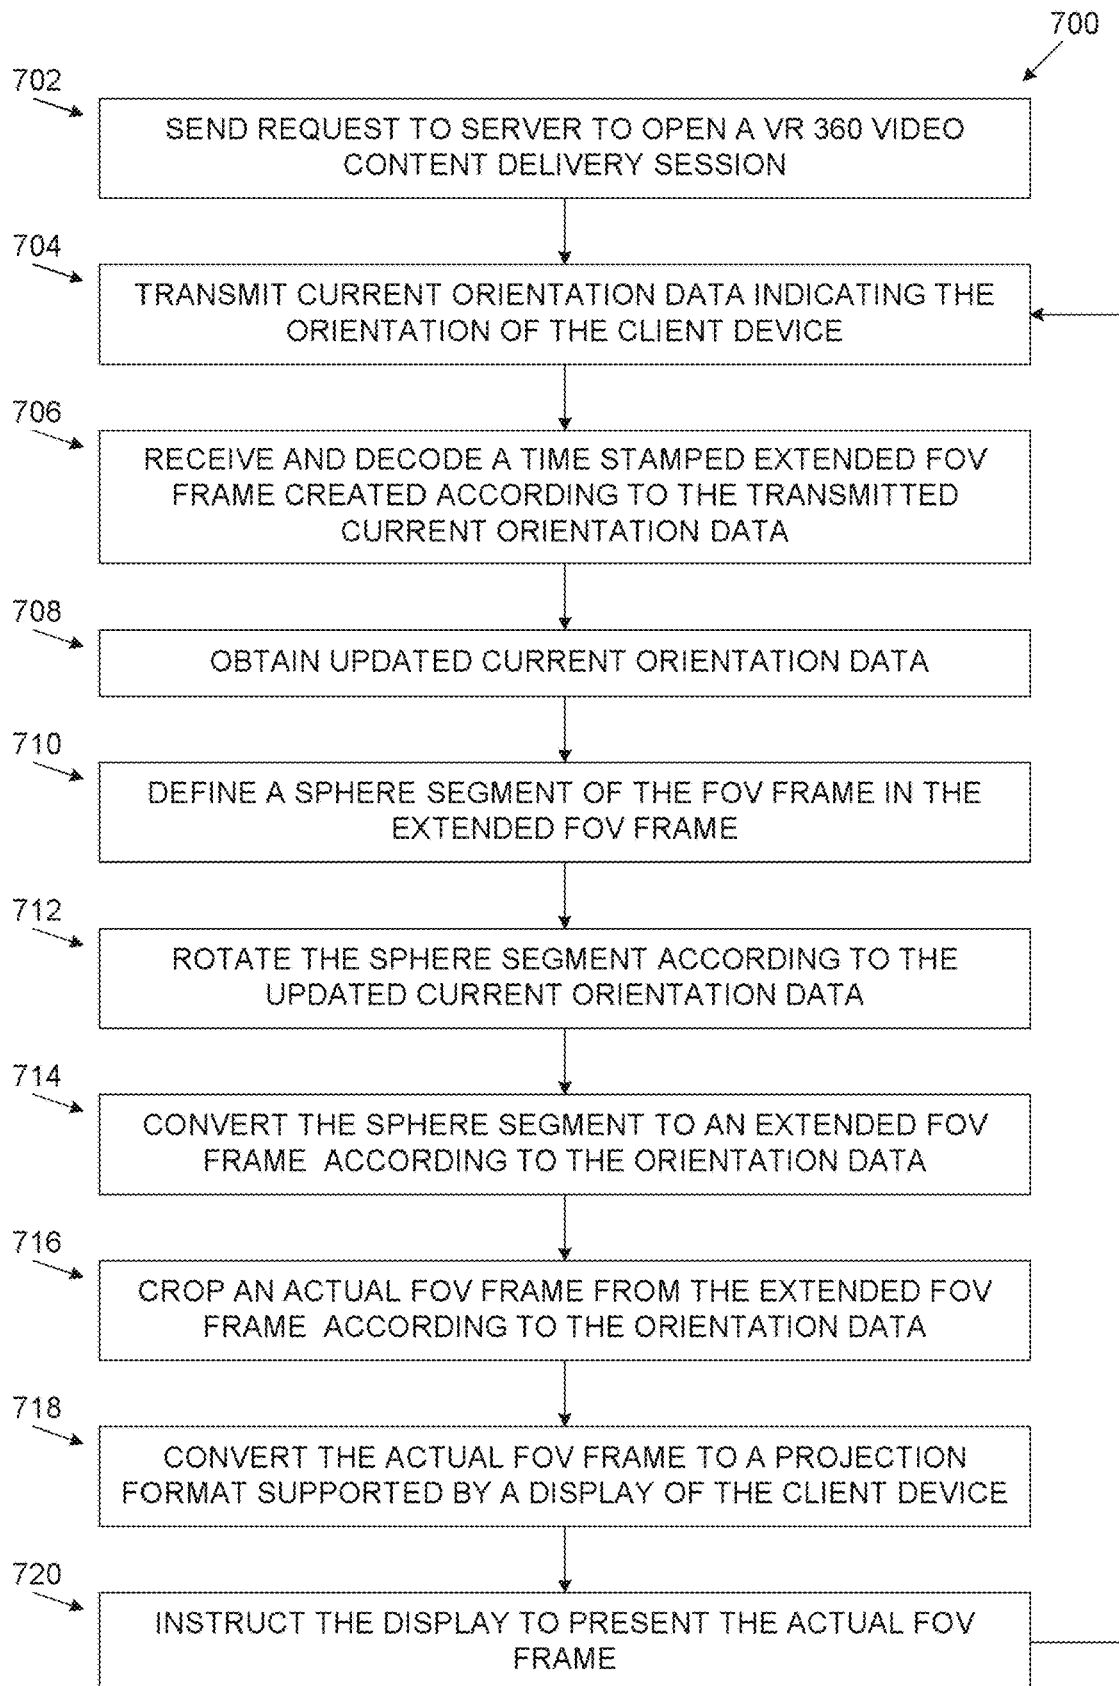 700
702
SEND REQUEST TO SERVER TO OPEN A VR 360 VIDEO
CONTENT DELIVERY SESSION
704
TRANSMIT CURRENT ORIENTATION DATA INDICATING THE
ORIENTATION OF THE CLIENT DEVICE
706
RECEIVE AND DECODE A TIME STAMPED EXTENDED FOV
FRAME CREATED ACCORDING TO THE TRANSMITTED
CURRENT ORIENTATION DATA
708
OBTAIN UPDATED CURRENT ORIENTATION DATA
710
DEFINE A SPHERE SEGMENT OF THE FOV FRAME IN THE
EXTENDED FOV FRAME
712
ROTATE THE SPHERE SEGMENT ACCORDING TO THE
UPDATED CURRENT ORIENTATION DATA
714
CONVERT THE SPHERE SEGMENT TO AN EXTENDED FOV
FRAME ACCORDING TO THE ORIENTATION DATA
716
CROP AN ACTUAL FOV FRAME FROM THE EXTENDED FOV
FRAME ACCORDING TO THE ORIENTATION DATA
718
CONVERT THE ACTUAL FOV FRAME TO A PROJECTION
FORMAT SUPPORTED BY A DISPLAY OF THE CLIENT DEVICE
720
INSTRUCT THE DISPLAY TO PRESENT THE ACTUAL FOV
FRAME